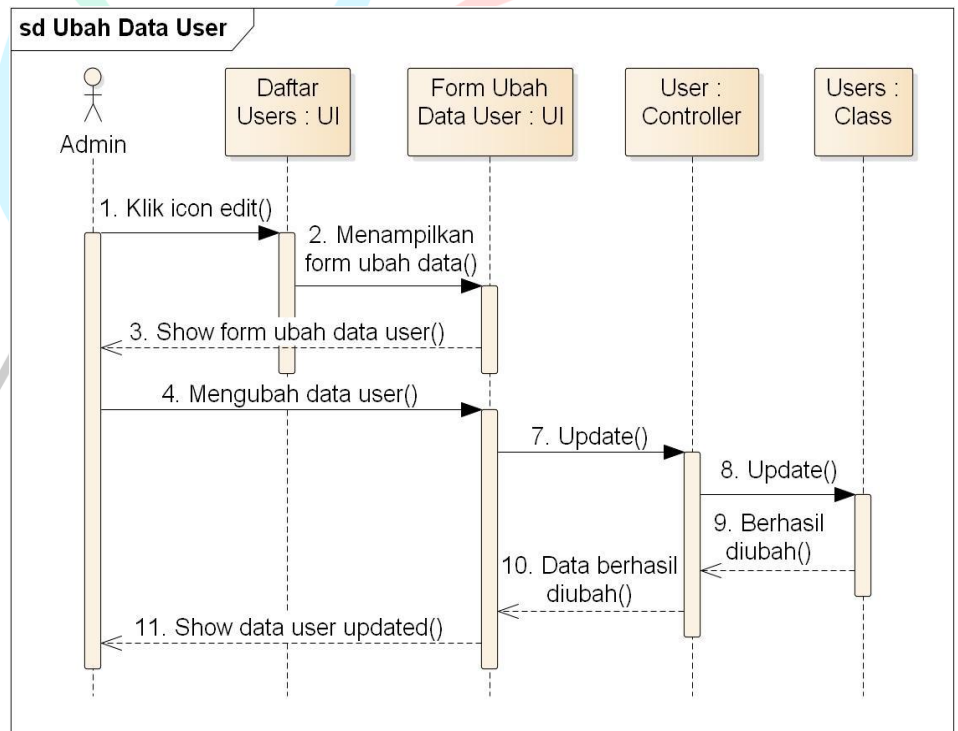 sd Ubah Data User
Admin
Daftar
Users : UI
Form Ubah
Data User : UI
User :
Controller
Users :
Class
1. Klik icon edit()
2. Menampilkan
form ubah data()
3. Show form ubah data user()
4. Mengubah data user()
7. Update()
8. Update()
9. Berhasil
diubah()
10. Data berhasil
diubah()
11. Show data user updated()